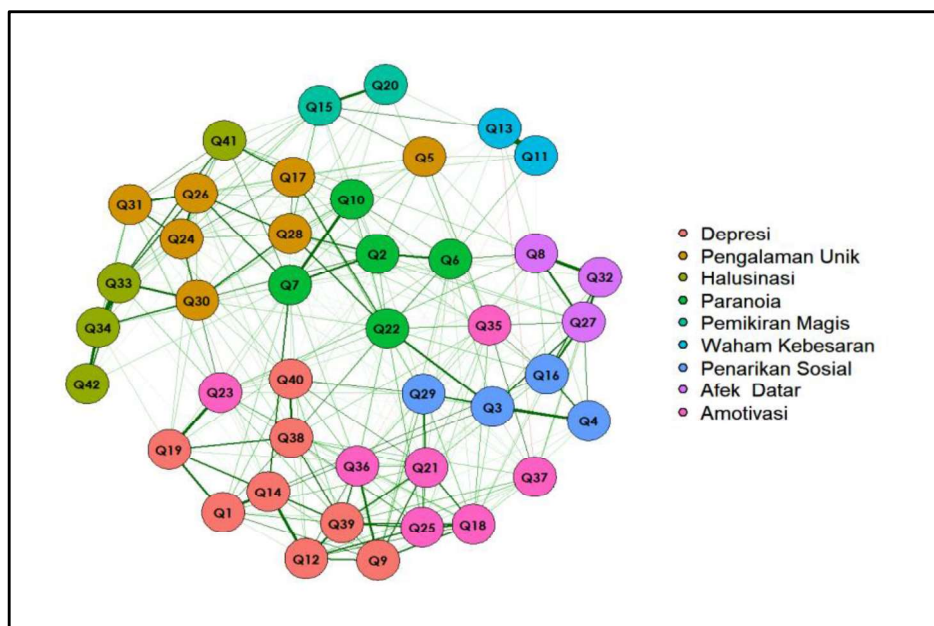 Q20
Q15
Q13
Q41
Q11
Q5
Q17
Q26
Q10
Q31
Q28
Q24
Q2
Q8
Q6
Q32
Q33
Q7
Q30
Q27
Q34
Q22
Q35
Q42
Q40
Q16
Q23
Q29
Q3
Q4
Q38
Q19
Q36
Q21
Q37
Q14
Q1
Q39
Q25
Q18
Q12
Q9
Depresi
Pengalaman Unik
Halusinasi
Paranoia
Pemikiran Magis
Waham Kebesaran
Penarikan Sosial
Afek Datar
Amotivasi